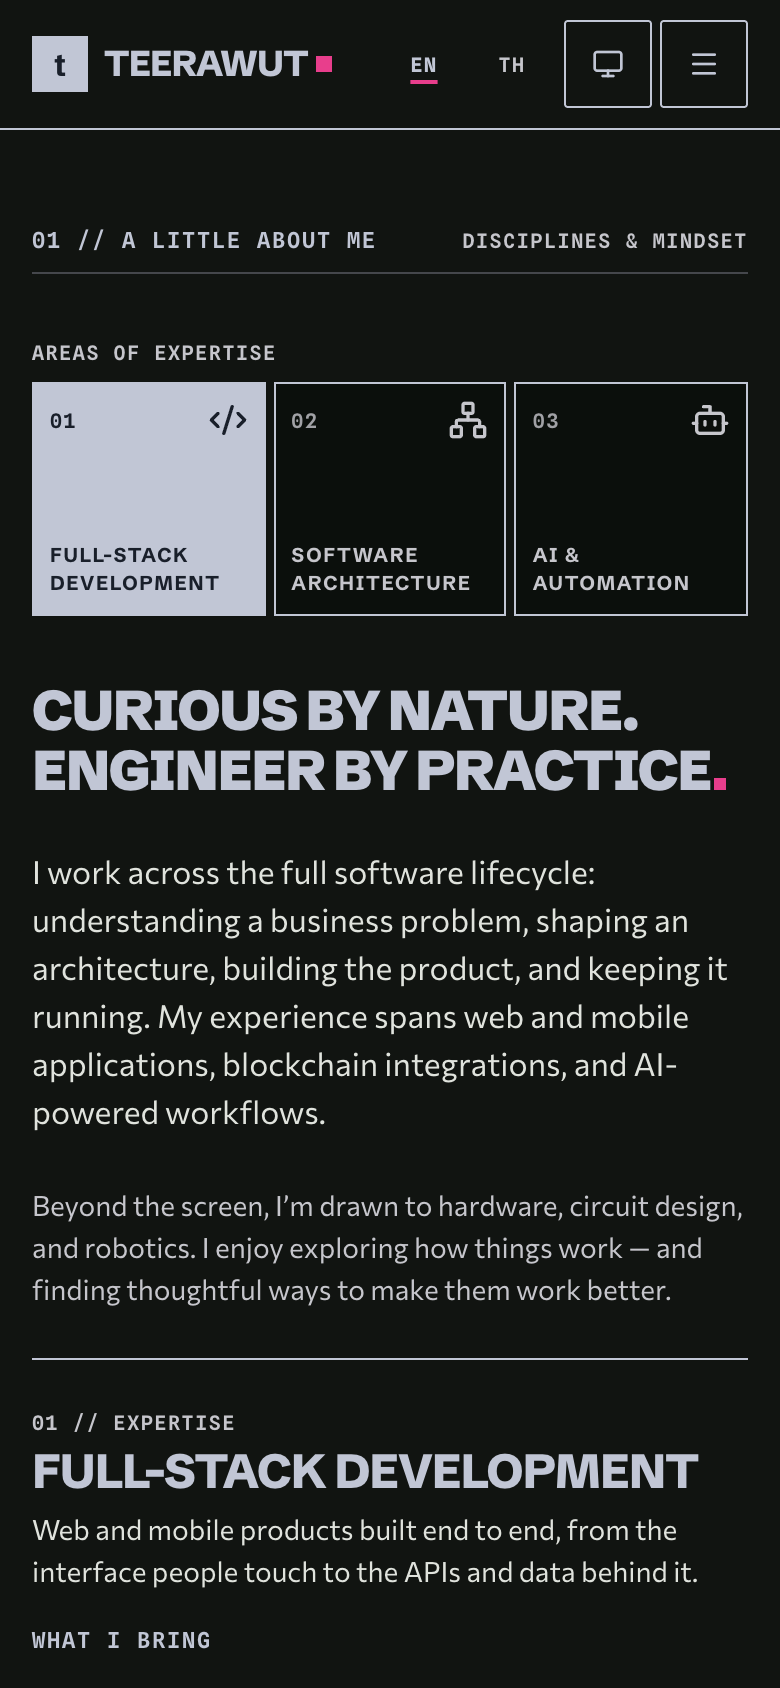 t TEERAWUT EN TH
01 // A LITTLE ABOUT ME DISCIPLINES & MINDSET
AREAS OF EXPERTISE
01
FULL-STACK
DEVELOPMENT
02
SOFTWARE
ARCHITECTURE
03
AI &
AUTOMATION
CURIOUS BY NATURE.
ENGINEER BY PRACTICE.
I work across the full software lifecycle:
understanding a business problem, shaping an
architecture, building the product, and keeping it
running. My experience spans web and mobile
applications, blockchain integrations, and AI-
powered workflows.
Beyond the screen, I’m drawn to hardware, circuit design,
and robotics. I enjoy exploring how things work — and
finding thoughtful ways to make them work better.
01 // EXPERTISE
FULL-STACK DEVELOPMENT
Web and mobile products built end to end, from the
interface people touch to the APIs and data behind it.
WHAT I BRING